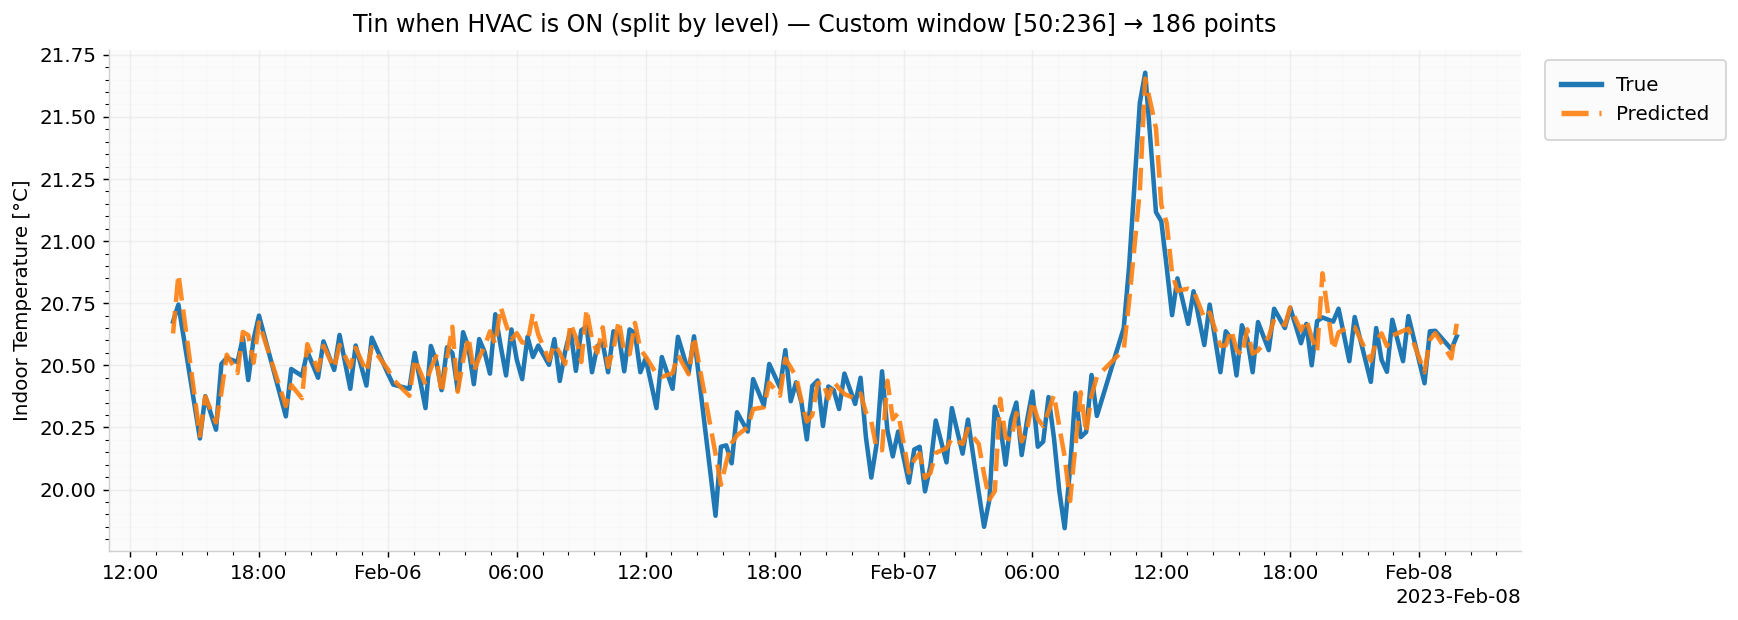 Tin when HVAC is ON (split by level) — Custom window [50:236] → 186 points
True
Predicted
Indoor Temperature [°C]
21.75
21.50
21.25
21.00
20.75
20.50
20.25
20.00
12:00 18:00 Feb-06 06:00 12:00 18:00 Feb-07 06:00 12:00 18:00 Feb-08
2023-Feb-08